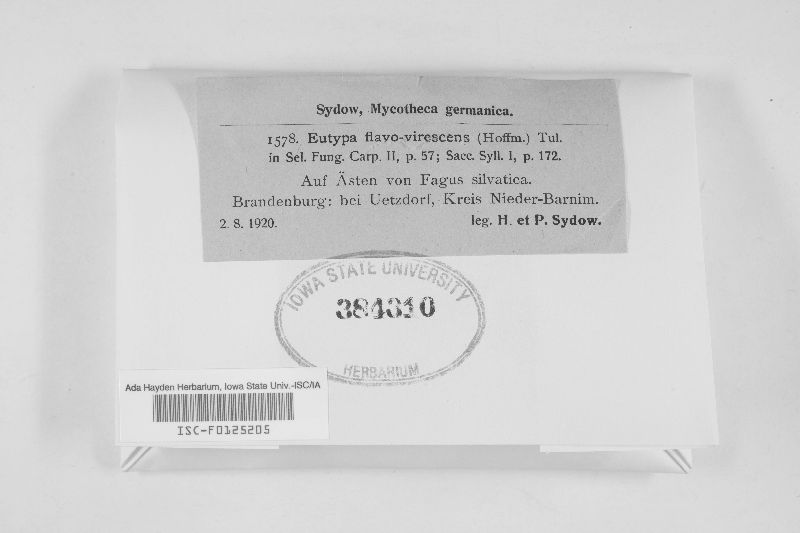 Sydow, Mycotheca germanica.
1578. Eutypa flavo-virescens (Hoffm.) Tul.
in Sel. Fung. Carp. II, p. 57; Sacc. Syll. I, p. 172.
Auf Ästen von Fagus silvatica.
Brandenburg: bei Uetzdorf, Kreis Nieder-Barnim.
2. 8. 1920. leg. H. et P. Sydow.
IOWA STATE UNIVERSITY
384310
HERBARIUM
Ada Hayden Herbarium, Iowa State Univ.-ISC/IA
ISC-F0125205